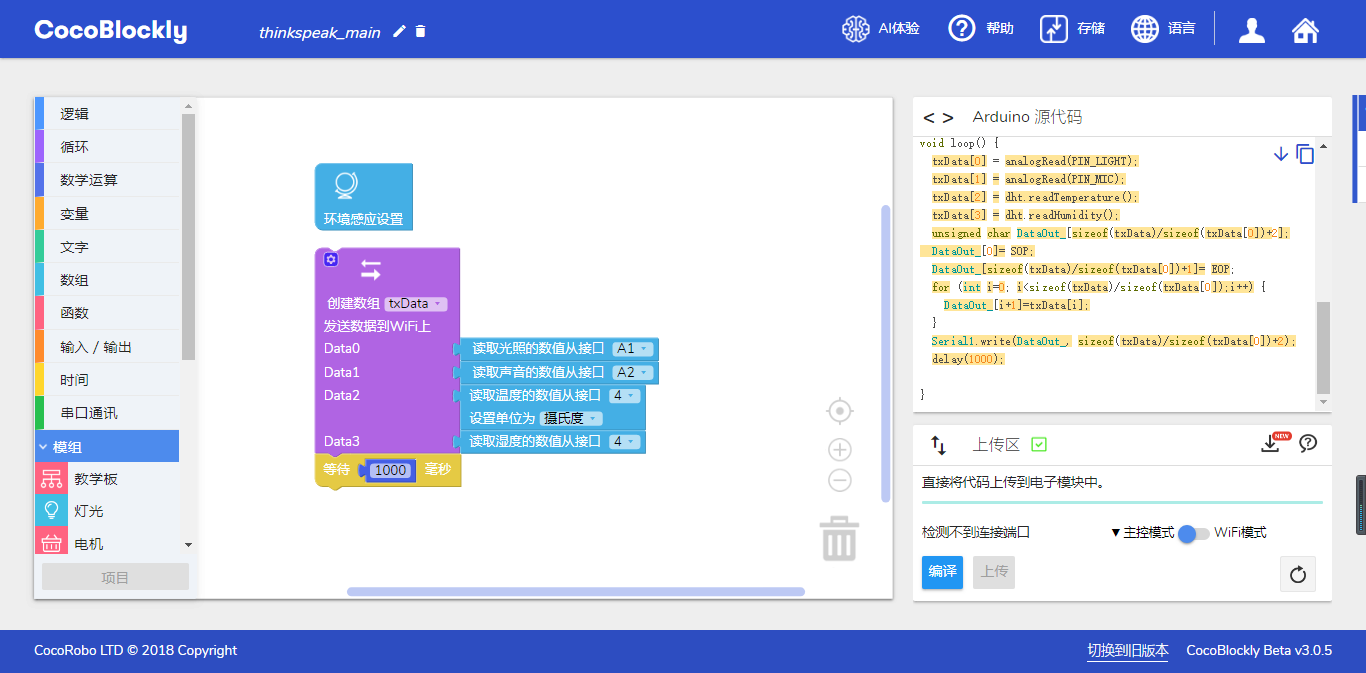 CocoBlockly
thinkspeak_main
AI体验
帮助
存储
语言
逻辑
循环
数学运算
变量
文字
数组
函数
输入 / 输出
时间
串口通讯
模组
教学板
灯光
电机
项目
环境感应设置
创建数组 txData
发送数据到WiFi上
Data0 读取光照的数值从接口 A1
Data1 读取声音的数值从接口 A2
Data2 读取温度的数值从接口 4
设置单位为 摄氏度
Data3 读取湿度的数值从接口 4
等待 1000 毫秒
< > Arduino 源代码
void loop() {
txData[0] = analogRead(PIN_LIGHT);
txData[1] = analogRead(PIN_MIC);
txData[2] = dht.readTemperature();
txData[3] = dht.readHumidity();
unsigned char DataOut_[sizeof(txData)/sizeof(txData[0])+2];
DataOut_[0]= SOP;
DataOut_[sizeof(txData)/sizeof(txData[0])+1]= EOP;
for (int i=0; i<sizeof(txData)/sizeof(txData[0]);i++) {
DataOut_[i+1]=txData[i];
}
Serial1.write(DataOut_, sizeof(txData)/sizeof(txData[0])+2);
delay(1000);
}
上传区
NEW
直接将代码上传到电子模块中。
检测不到连接端口
▼主控模式 WiFi模式
编译
上传
CocoRobo LTD © 2018 Copyright
切换到旧版本
CocoBlockly Beta v3.0.5